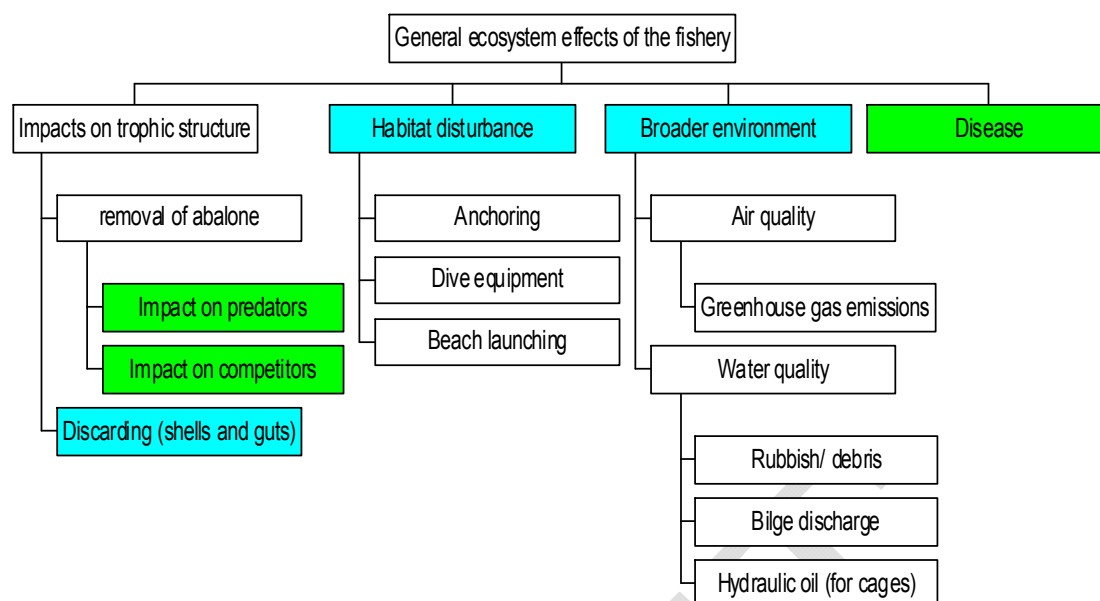 General ecosystem effects of the fishery
Impacts on trophic structure
removal of abalone
Impact on predators
Impact on competitors
Discarding (shells and guts)
Habitat disturbance
Anchoring
Dive equipment
Beach launching
Broader environment
Air quality
Greenhouse gas emissions
Water quality
Rubbish/ debris
Bilge discharge
Hydraulic oil (for cages)
Disease